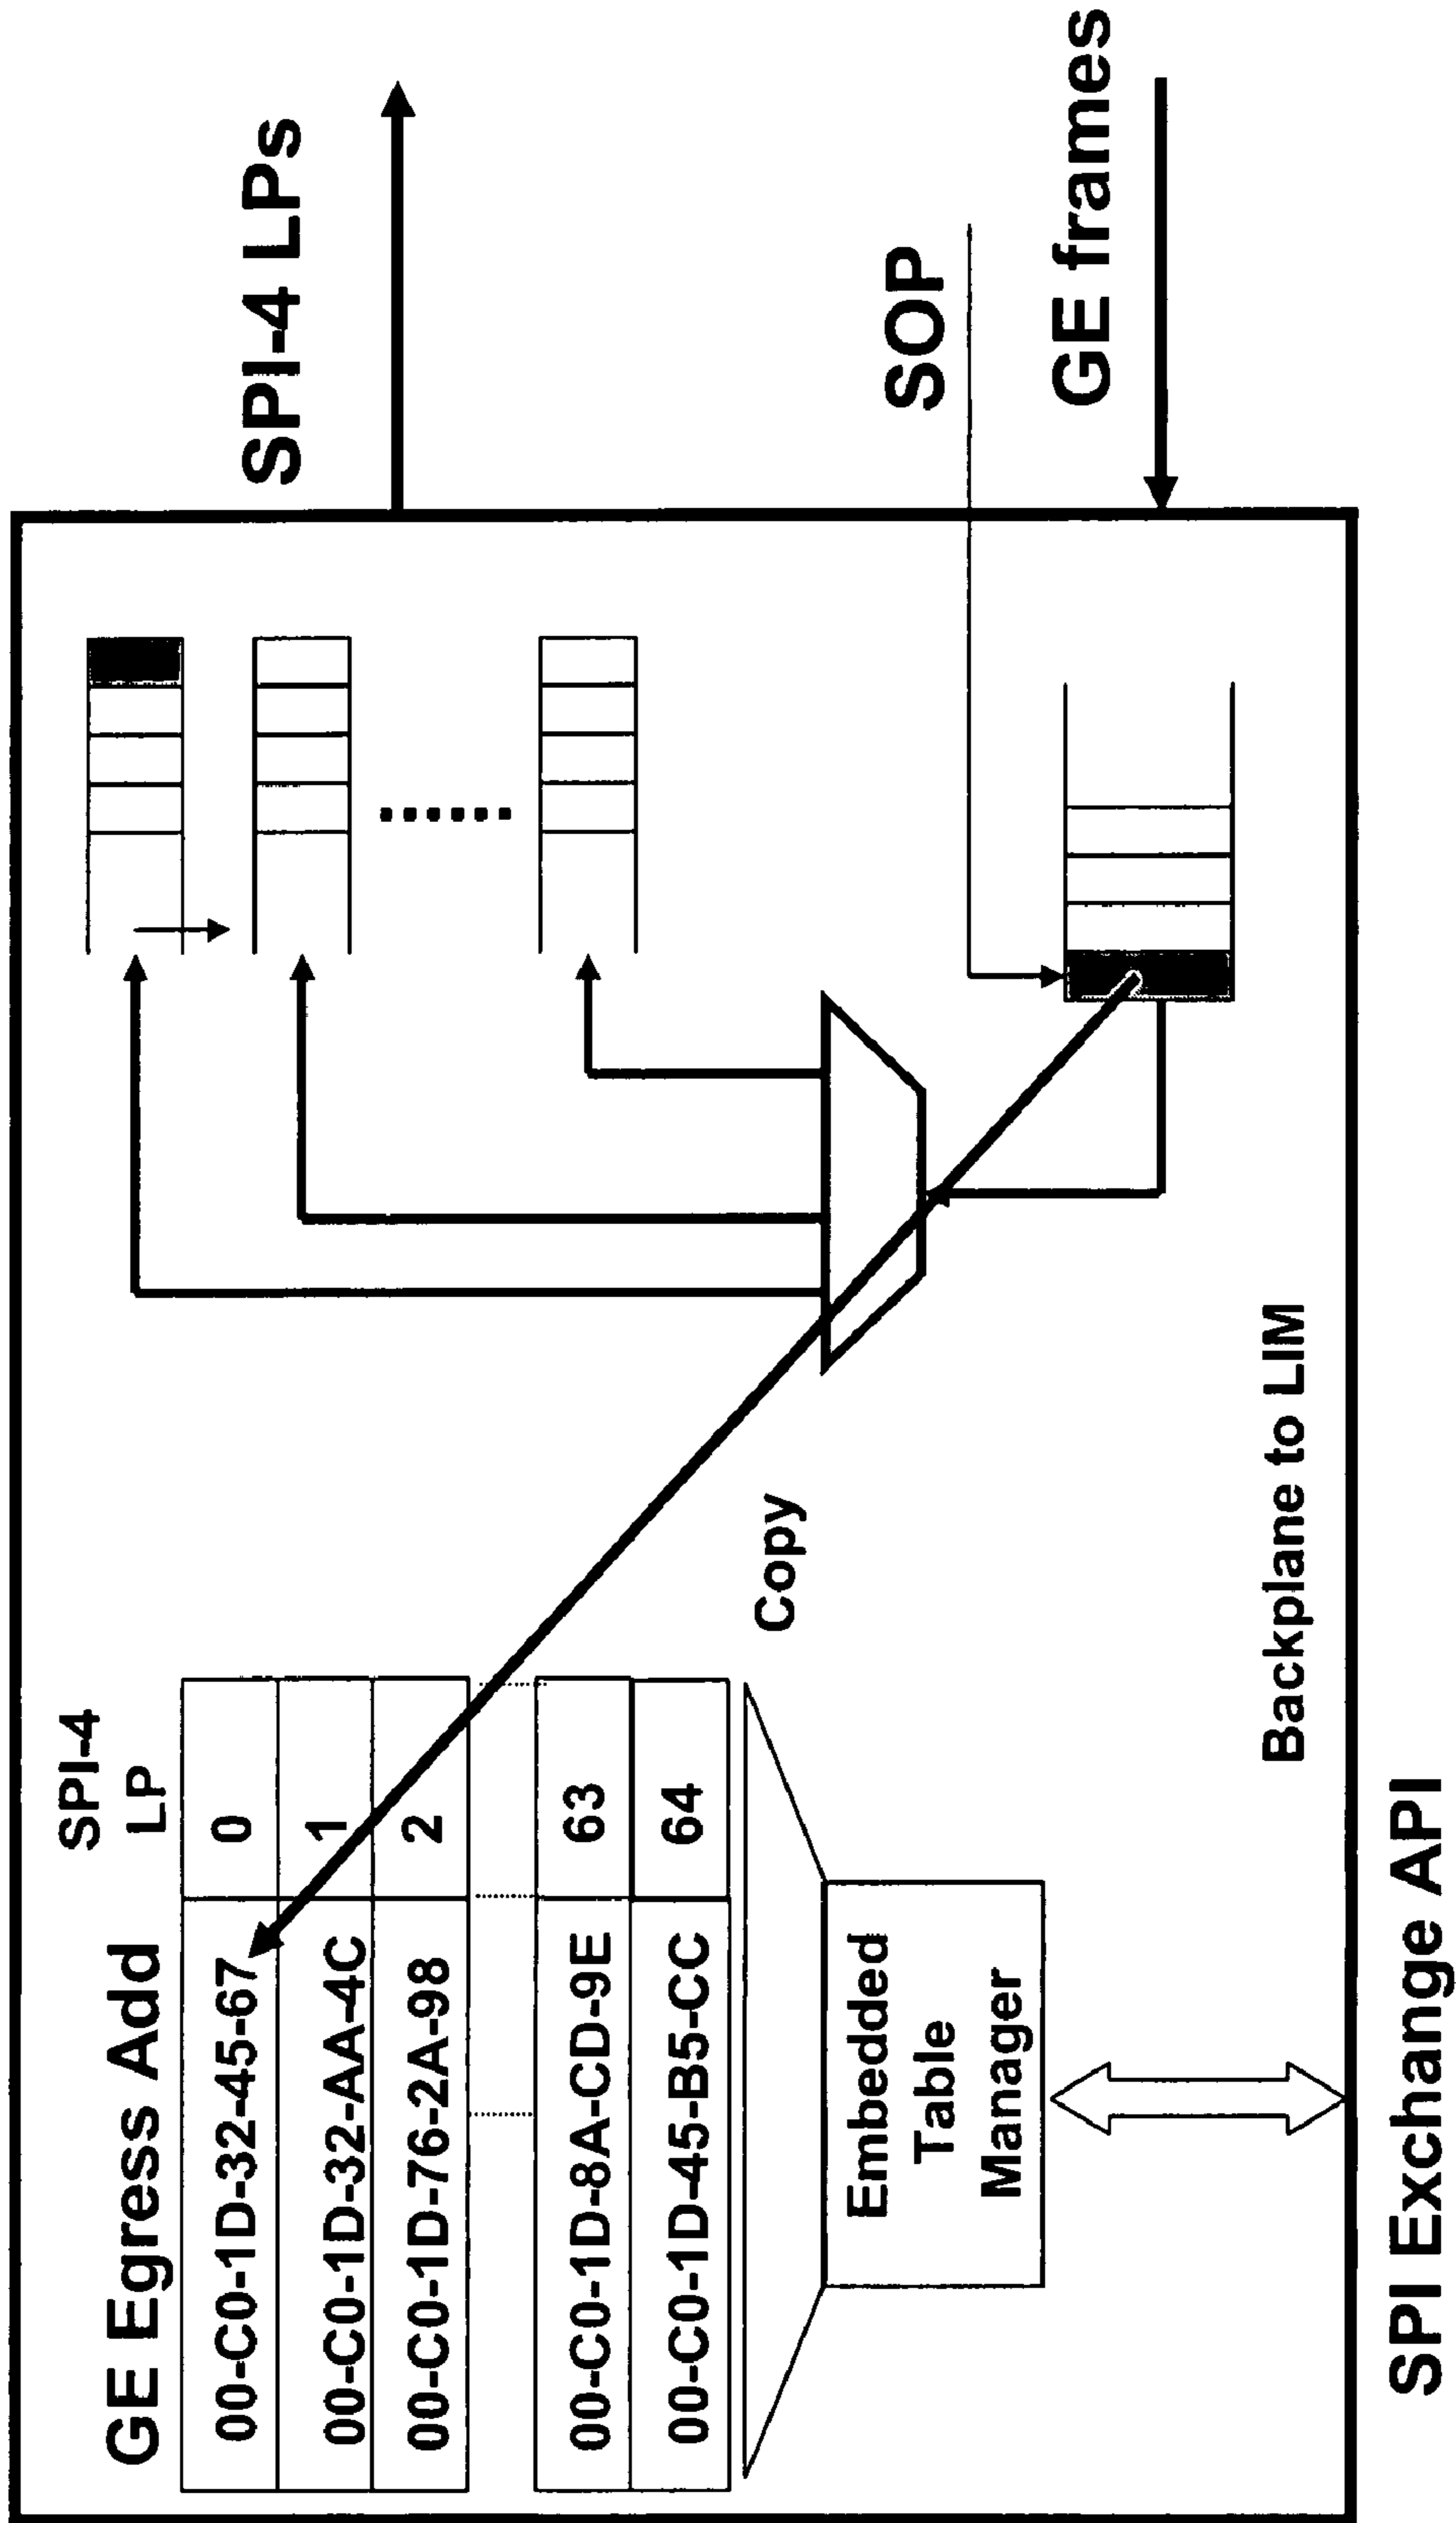 GE Egress Add
SPI-4
LP
00-C0-1D-32-45-67
0
00-C0-1D-32-AA-4C
1
00-C0-1D-76-2A-98
2
00-C0-1D-8A-CD-9E
63
00-C0-1D-45-B5-CC
64
Embedded
Table
Manager
Copy
Backplane to LIM
SPI-4 LPs
SOP
GE frames
SPI Exchange API